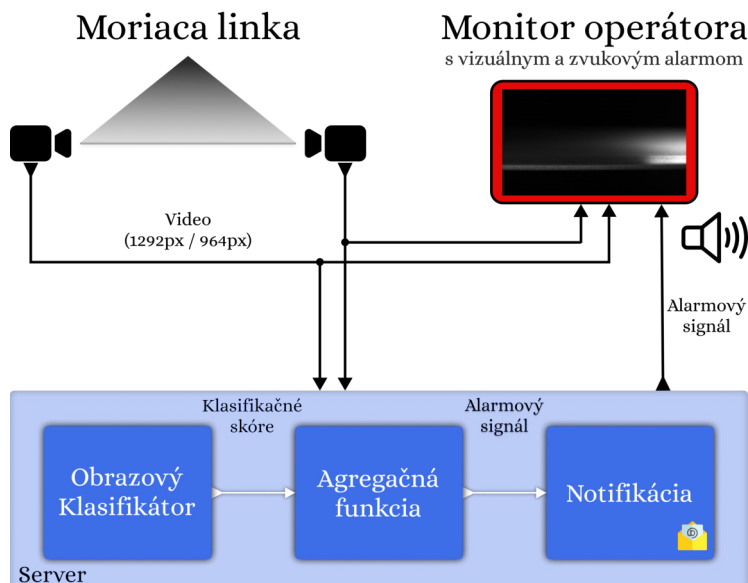 Moriaca linka
Monitor operátora
s vizuálnym a zvukovým alarmom
Video
(1292px / 964px)
Alarmový
signál
Klasifikačné
skóre
Alarmový
signál
Obrazový
Klasifikátor
Agregačná
funkcia
Notifikácia
Server